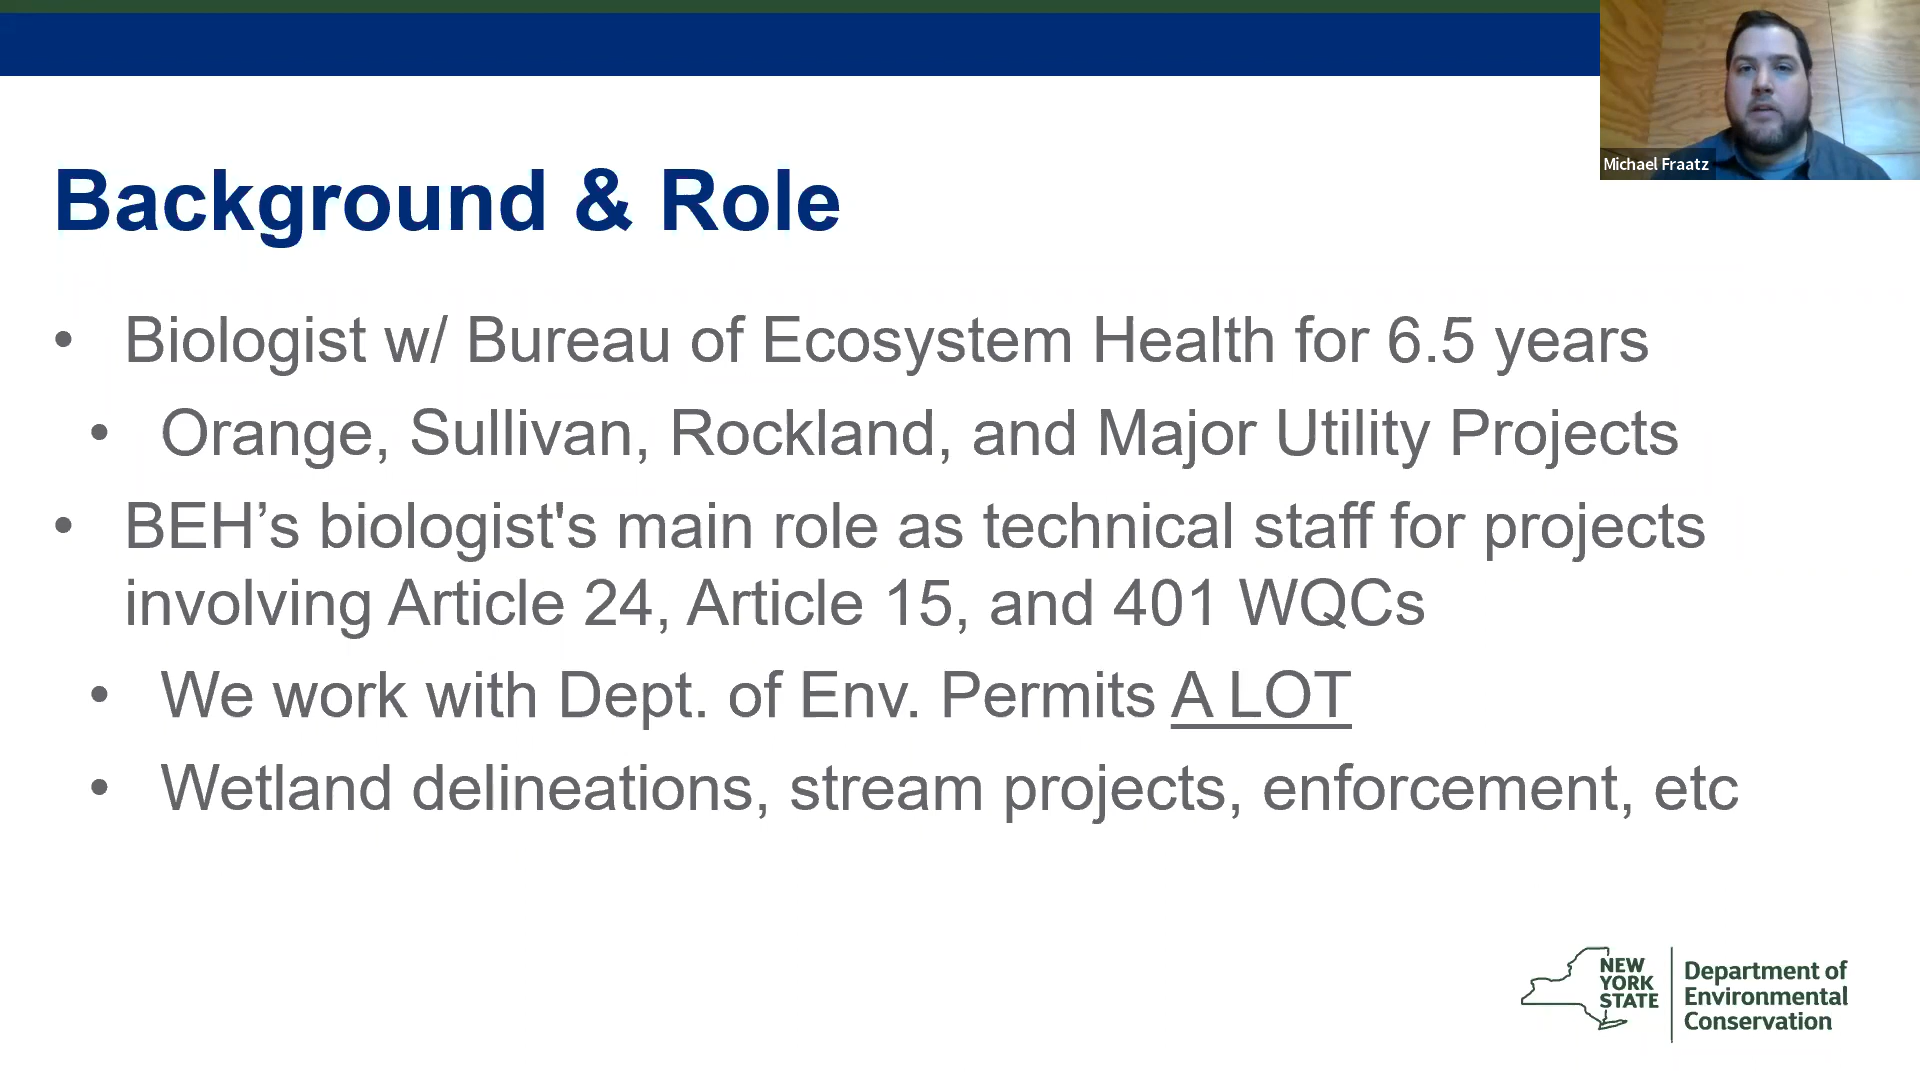 Michael Fraatz
Background & Role
• Biologist w/ Bureau of Ecosystem Health for 6.5 years
• Orange, Sullivan, Rockland, and Major Utility Projects
• BEH’s biologist's main role as technical staff for projects
involving Article 24, Article 15, and 401 WQCs
• We work with Dept. of Env. Permits A LOT
• Wetland delineations, stream projects, enforcement, etc
NEW
YORK
STATE
Department of
Environmental
Conservation